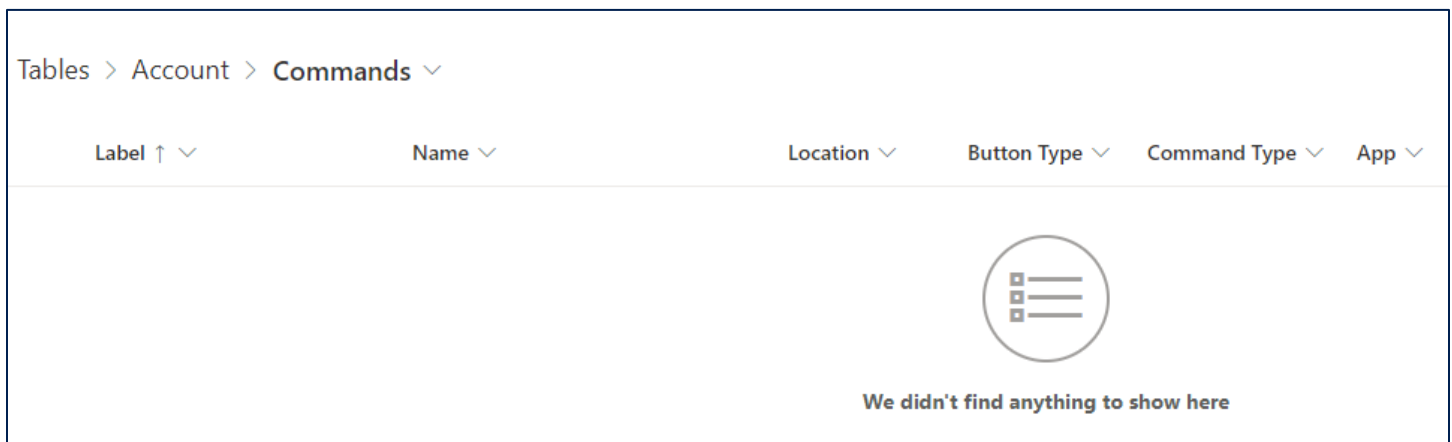 Tables > Account > Commands
Label ↑ Name Location Button Type Command Type App
We didn't find anything to show here